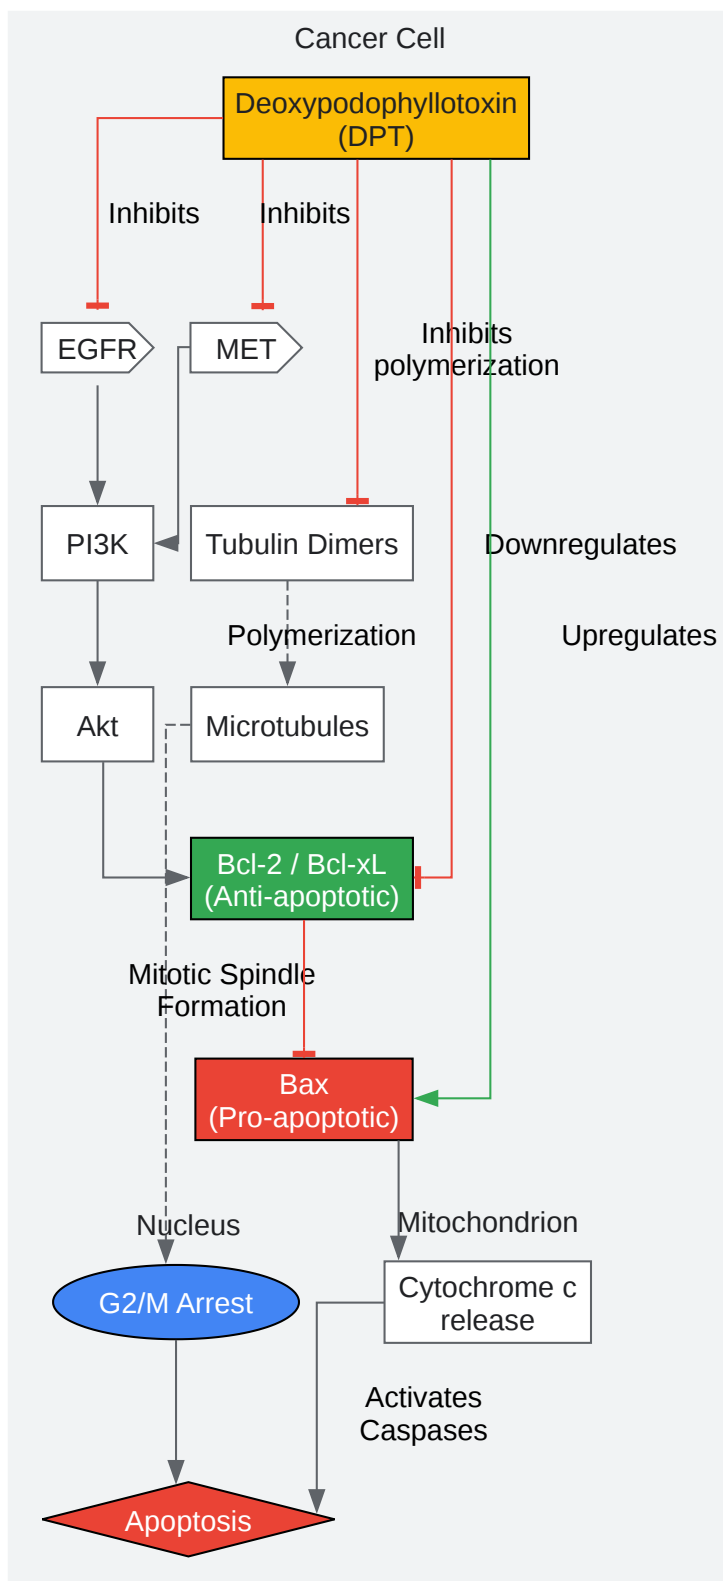 Cancer Cell
Deoxypodophyllotoxin
(DPT)
Inhibits
Inhibits
EGFR
MET
Inhibits
polymerization
PI3K
Tubulin Dimers
Downregulates
Polymerization
Upregulates
Akt
Microtubules
Bcl-2 / Bcl-xL
(Anti-apoptotic)
Mitotic Spindle
Formation
Bax
(Pro-apoptotic)
Nucleus
Mitochondrion
G2/M Arrest
Cytochrome c
release
Activates
Caspases
Apoptosis